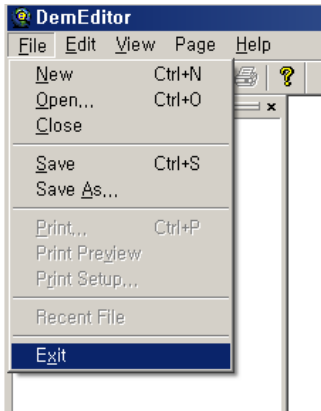 DemEditor
File Edit View Page Help
New Ctrl+N
Open... Ctrl+O
Close
Save Ctrl+S
Save As...
Print... Ctrl+P
Print Preview
Print Setup...
Recent File
Exit